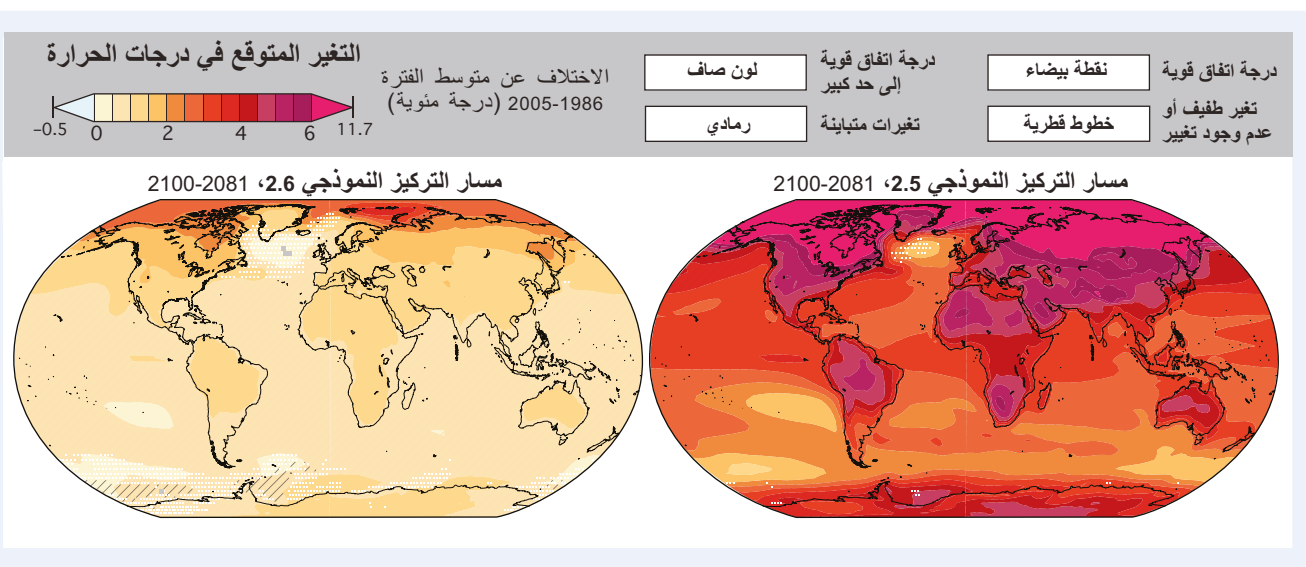 التغير المتوقع في درجات الحرارة
الاختلاف عن متوسط الفترة
1986-2005 (درجة مئوية)
–0.5 0 2 4 6 11.7
درجة اتفاق قوية
نقطة بيضاء
درجة اتفاق قوية
إلى حد كبير
لون صاف
تغير طفيف أو
عدم وجود تغيير
خطوط قطرية
تغيرات متباينة
رمادي
مسار التركيز النموذجي 2.5، 2081-2100
مسار التركيز النموذجي 2.6، 2081-2100